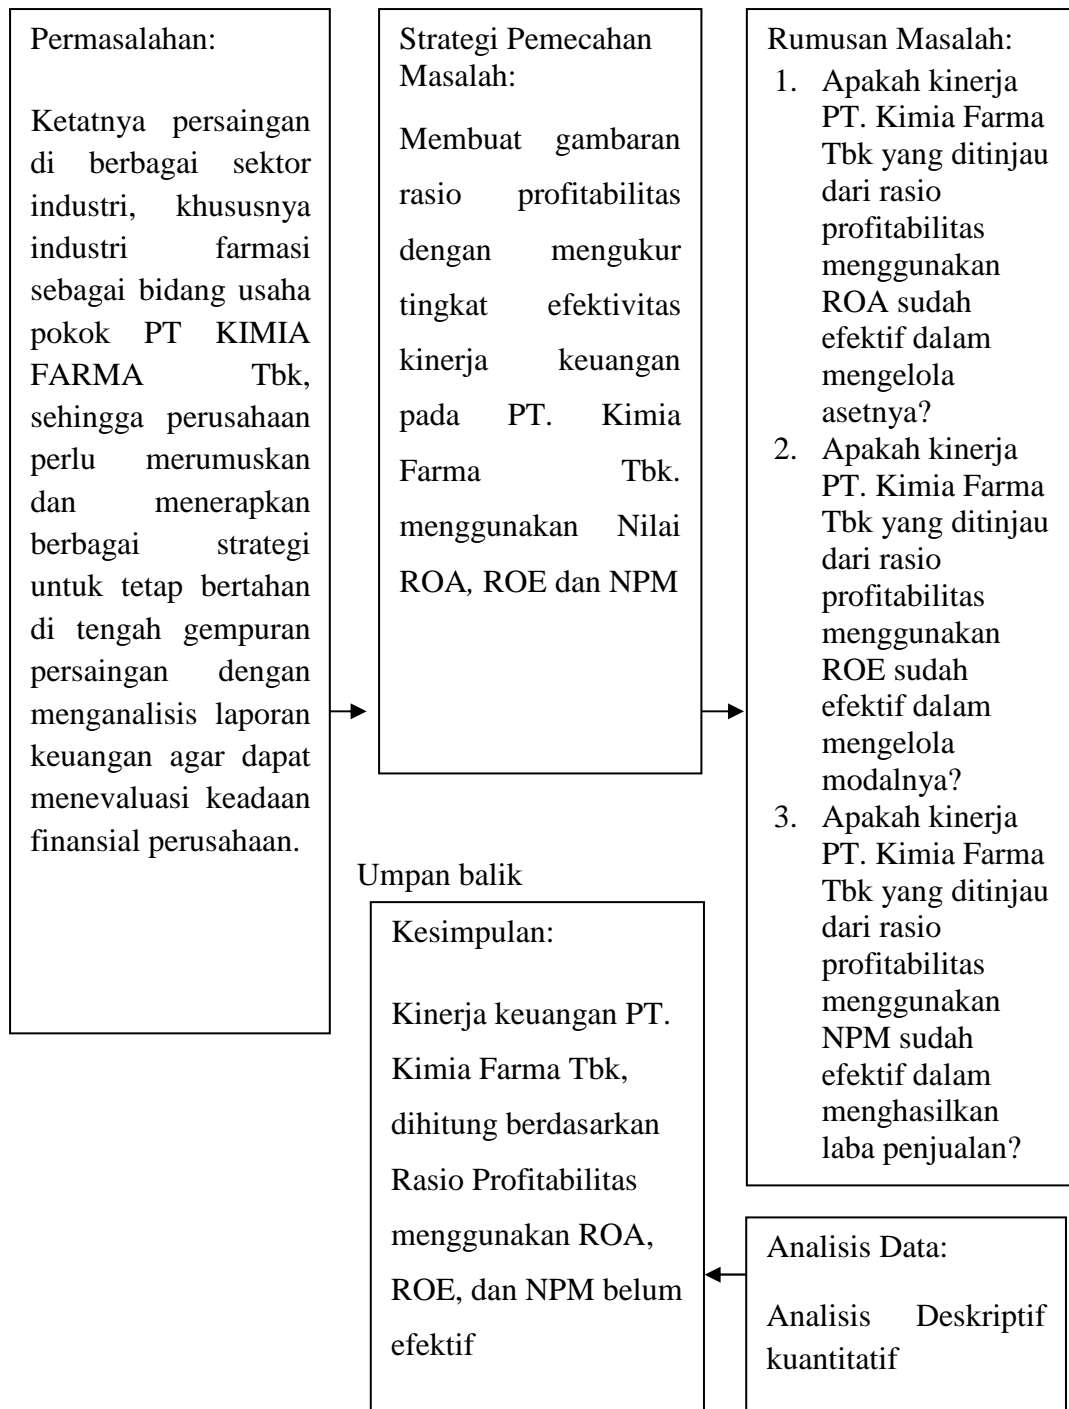 Permasalahan:
Ketatnya persaingan
di berbagai sektor
industri, khususnya
industri farmasi
sebagai bidang usaha
pokok PT KIMIA
FARMA Tbk,
sehingga perusahaan
perlu merumuskan
dan menerapkan
berbagai strategi
untuk tetap bertahan
di tengah gempuran
persaingan dengan
menganalisis laporan
keuangan agar dapat
menevaluasi keadaan
finansial perusahaan.
Strategi Pemecahan
Masalah:
Membuat gambaran
rasio profitabilitas
dengan mengukur
tingkat efektivitas
kinerja keuangan
pada PT. Kimia
Farma Tbk.
menggunakan Nilai
ROA, ROE dan NPM
Rumusan Masalah:
1. Apakah kinerja
PT. Kimia Farma
Tbk yang ditinjau
dari rasio
profitabilitas
menggunakan
ROA sudah
efektif dalam
mengelola
asetnya?
2. Apakah kinerja
PT. Kimia Farma
Tbk yang ditinjau
dari rasio
profitabilitas
menggunakan
ROE sudah
efektif dalam
mengelola
modalnya?
3. Apakah kinerja
PT. Kimia Farma
Tbk yang ditinjau
dari rasio
profitabilitas
menggunakan
NPM sudah
efektif dalam
menghasilkan
laba penjualan?
Umpan balik
Kesimpulan:
Kinerja keuangan PT.
Kimia Farma Tbk,
dihitung berdasarkan
Rasio Profitabilitas
menggunakan ROA,
ROE, dan NPM belum
efektif
Analisis Data:
Analisis Deskriptif
kuantitatif